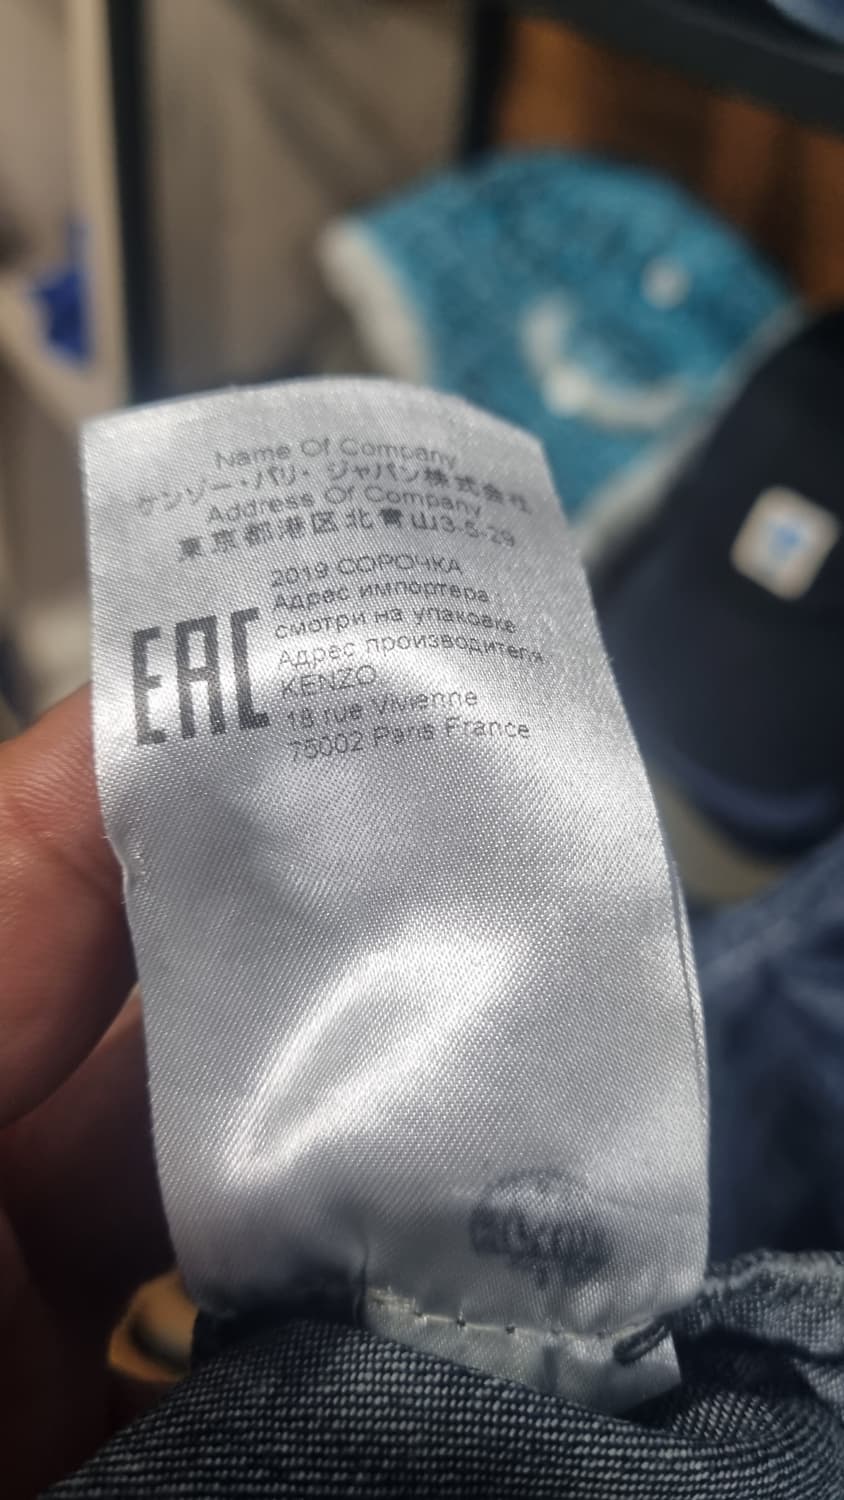 Name Of Company
ケンゾー・パリ・ジャパン株式会社
Address Of Company
東京都港区北青山3-5-29
2019 СОРОЧКА
Адрес импортера :
смотри на упаковке
Адрес производителя
KENZO
EAC
18 rue Vivienne
75002 Paris France